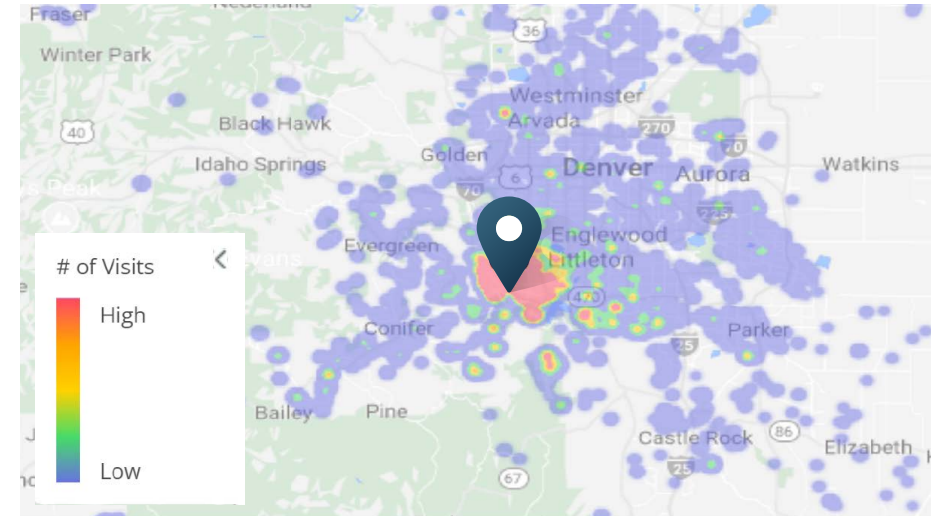 Fraser
36
Winter Park
Westminster
Black Hawk
Arvada
40
270
70
Golden
Idaho Springs
Denver
Watkins
6
Aurora
70
225
Evergreen
Englewood
# of Visits
Littleton
High
470
Conifer
Parker
25
Bailey
Pine
86
Castle Rock
Elizabeth
25
Low
67